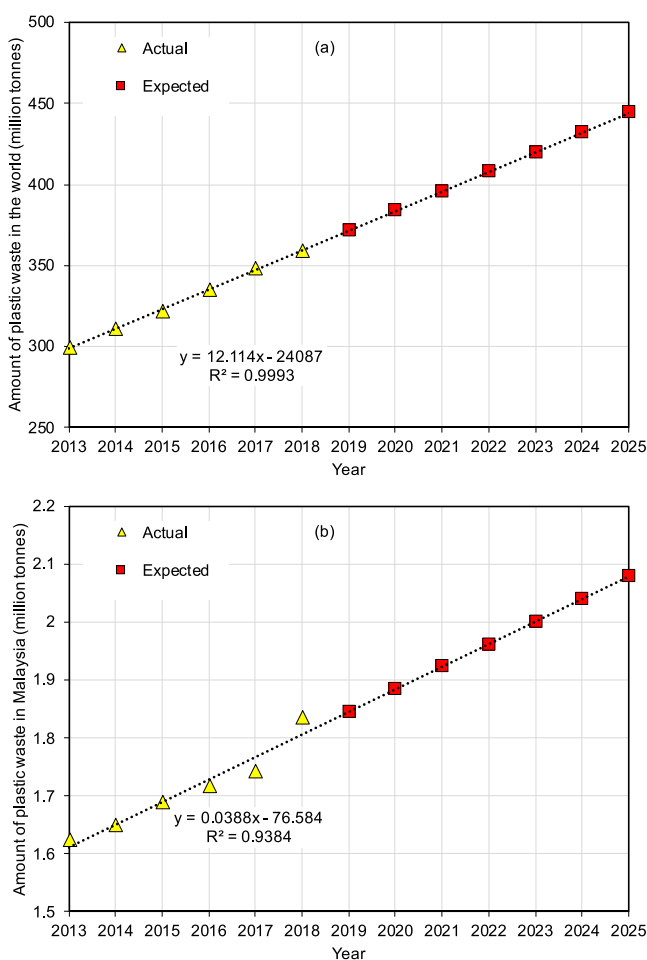 500
450
400
350
300
250
Amount of plastic waste in the world (million tonnes)
Actual
Expected
(a)
y = 12.114x - 24087
R² = 0.9993
2013 2014 2015 2016 2017 2018 2019 2020 2021 2022 2023 2024 2025
Year
2.2
2.1
2
1.9
1.8
1.7
1.6
1.5
Amount of plastic waste in Malaysia (million tonnes)
Actual
Expected
(b)
y = 0.0388x - 76.584
R² = 0.9384
2013 2014 2015 2016 2017 2018 2019 2020 2021 2022 2023 2024 2025
Year